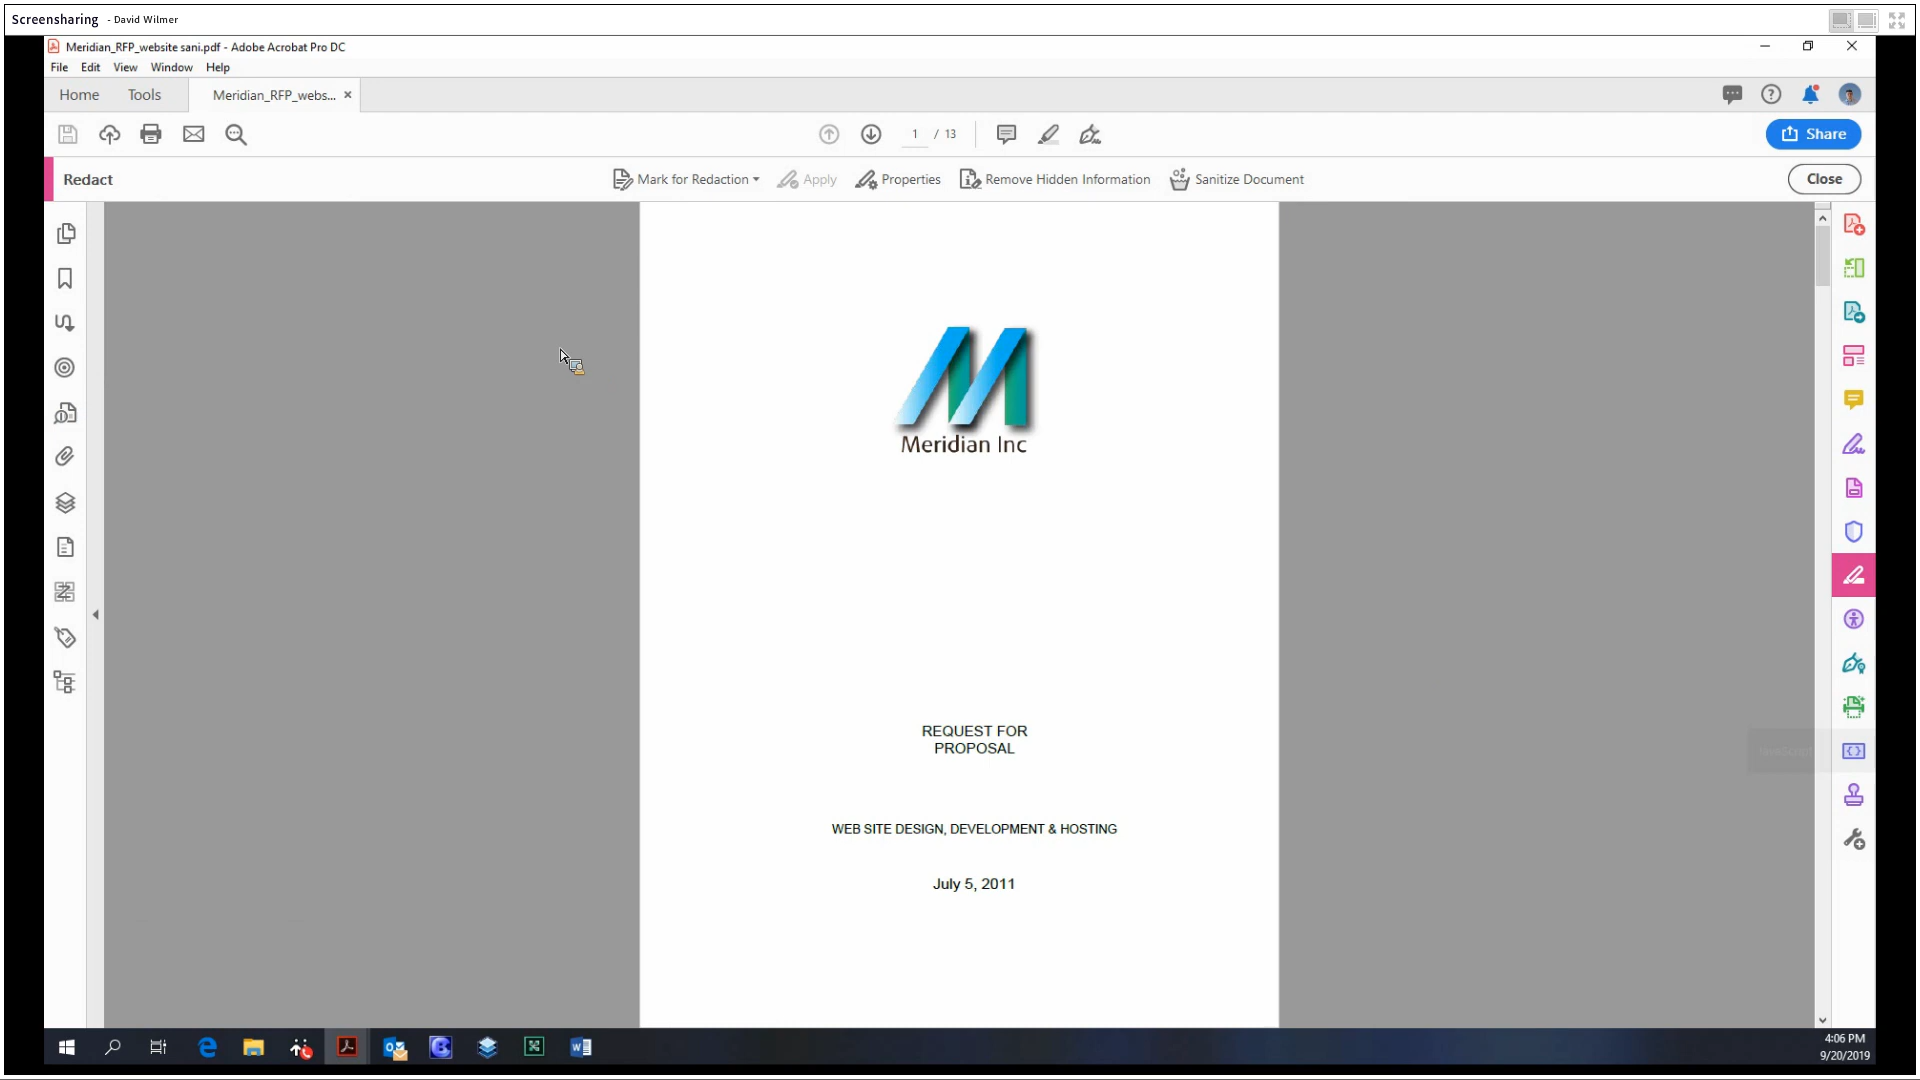 Screensharing - David Wilmer
Meridian_RFP_website sani.pdf - Adobe Acrobat Pro DC
File Edit View Window Help
Home Tools Meridian_RFP_webs... ×
1 / 13
Share
Redact Mark for Redaction Apply Properties Remove Hidden Information Sanitize Document Close
Meridian Inc
REQUEST FOR
PROPOSAL
WEB SITE DESIGN, DEVELOPMENT & HOSTING
July 5, 2011
4:06 PM
9/20/2019